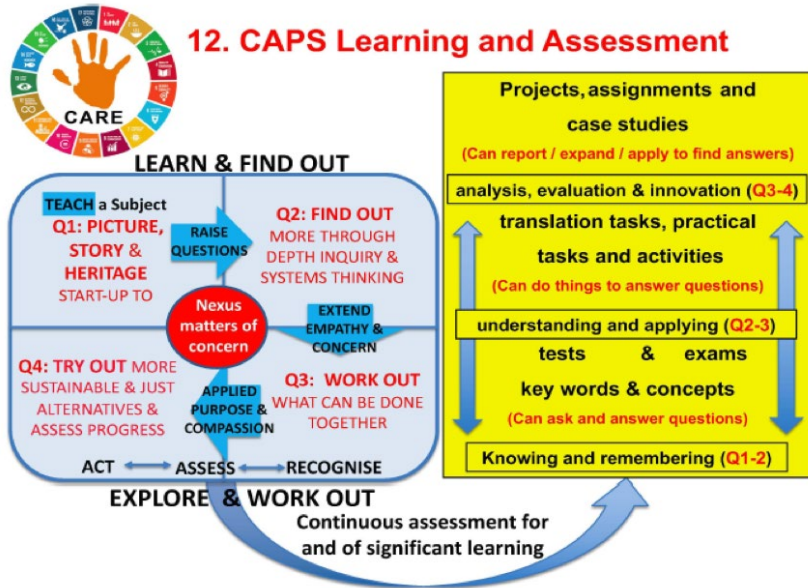 12. CAPS Learning and Assessment
CARE
LEARN & FIND OUT
TEACH a Subject
Q1: PICTURE,
STORY &
HERITAGE
START-UP TO
RAISE
QUESTIONS
Q2: FIND OUT
MORE THROUGH
DEPTH INQUIRY &
SYSTEMS THINKING
Nexus
matters of
concern
EXTEND
EMPATHY &
CONCERN
Q4: TRY OUT MORE
SUSTAINABLE & JUST
ALTERNATIVES &
ASSESS PROGRESS
APPLIED
PURPOSE &
COMPASSION
Q3: WORK OUT
WHAT CAN BE DONE
TOGETHER
ACT
ASSESS
RECOGNISE
EXPLORE & WORK OUT
Continuous assessment for
and of significant learning
Projects, assignments and
case studies
(Can report / expand / apply to find answers)
analysis, evaluation & innovation (Q3-4)
translation tasks, practical
tasks and activities
(Can do things to answer questions)
understanding and applying (Q2-3)
tests & exams
key words & concepts
(Can ask and answer questions)
Knowing and remembering (Q1-2)